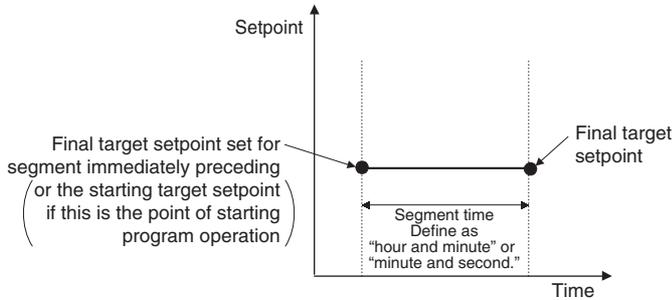 Setpoint
Final target setpoint set for
segment immediately preceding
(or the starting target setpoint
if this is the point of starting
program operation)
Final target
setpoint
Segment time
Define as
“hour and minute” or
“minute and second.”
Time